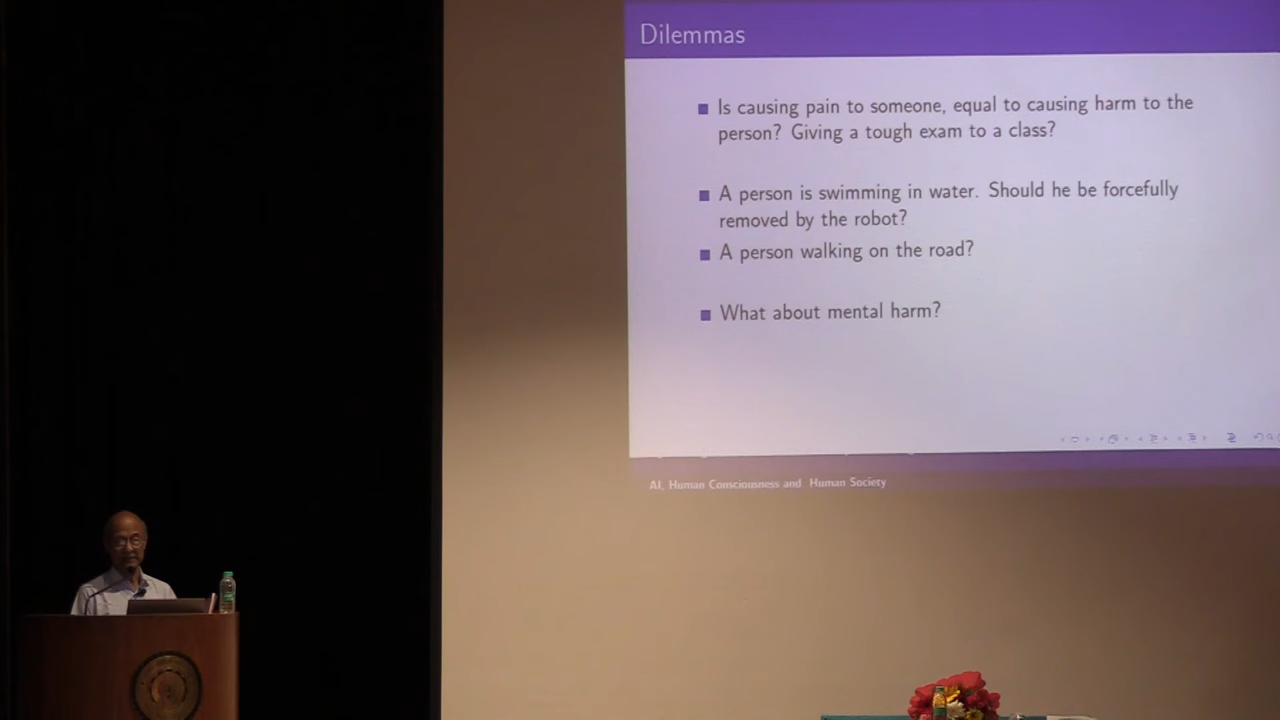 Dilemmas
Is causing pain to someone, equal to causing harm to the
person? Giving a tough exam to a class?
A person is swimming in water. Should he be forcefully
removed by the robot?
A person walking on the road?
What about mental harm?
AI, Human Consciousness and Human Society